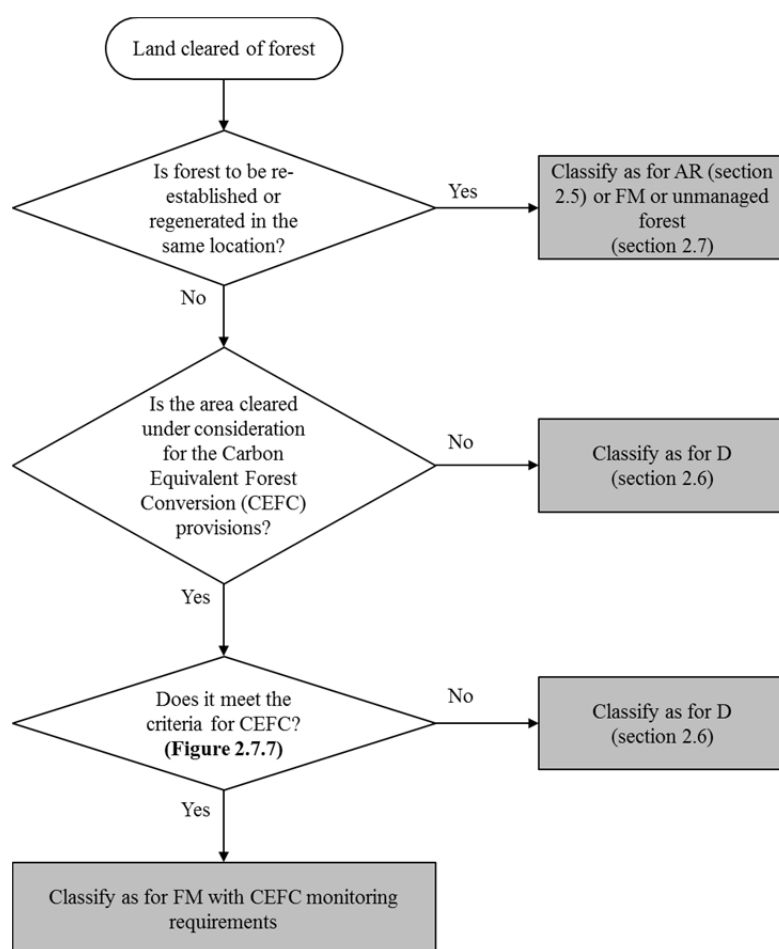 Land cleared of forest
Is forest to be re-
established or
regenerated in the
same location?
Yes
Classify as for AR (section
2.5) or FM or unmanaged
forest
(section 2.7)
No
Is the area cleared
under consideration
for the Carbon
Equivalent Forest
Conversion (CEFC)
provisions?
No
Classify as for D
(section 2.6)
Yes
Does it meet the
criteria for CEFC?
(Figure 2.7.7)
No
Classify as for D
(section 2.6)
Yes
Classify as for FM with CEFC monitoring
requirements